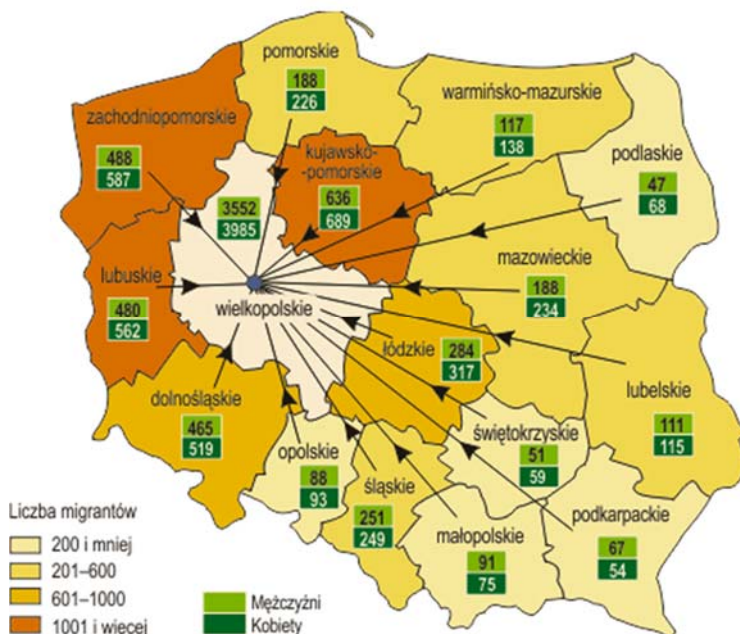 pomorskie
188
226
warmińsko-mazurskie
117
138
zachodniopomorskie
488
587
kujawsko-
-pomorskie
636
689
podlaskie
47
68
3552
3985
mazowieckie
188
234
lubuskie
480
562
wielkopolskie
łódzkie
284
317
lubelskie
111
115
dolnośląskie
465
519
opolskie
88
93
śląskie
251
249
świętokrzyskie
51
59
małopolskie
91
75
podkarpackie
67
54
Liczba migrantów
200 i mniej
201–600
601–1000
1001 i więcej
Mężczyźni
Kobiety